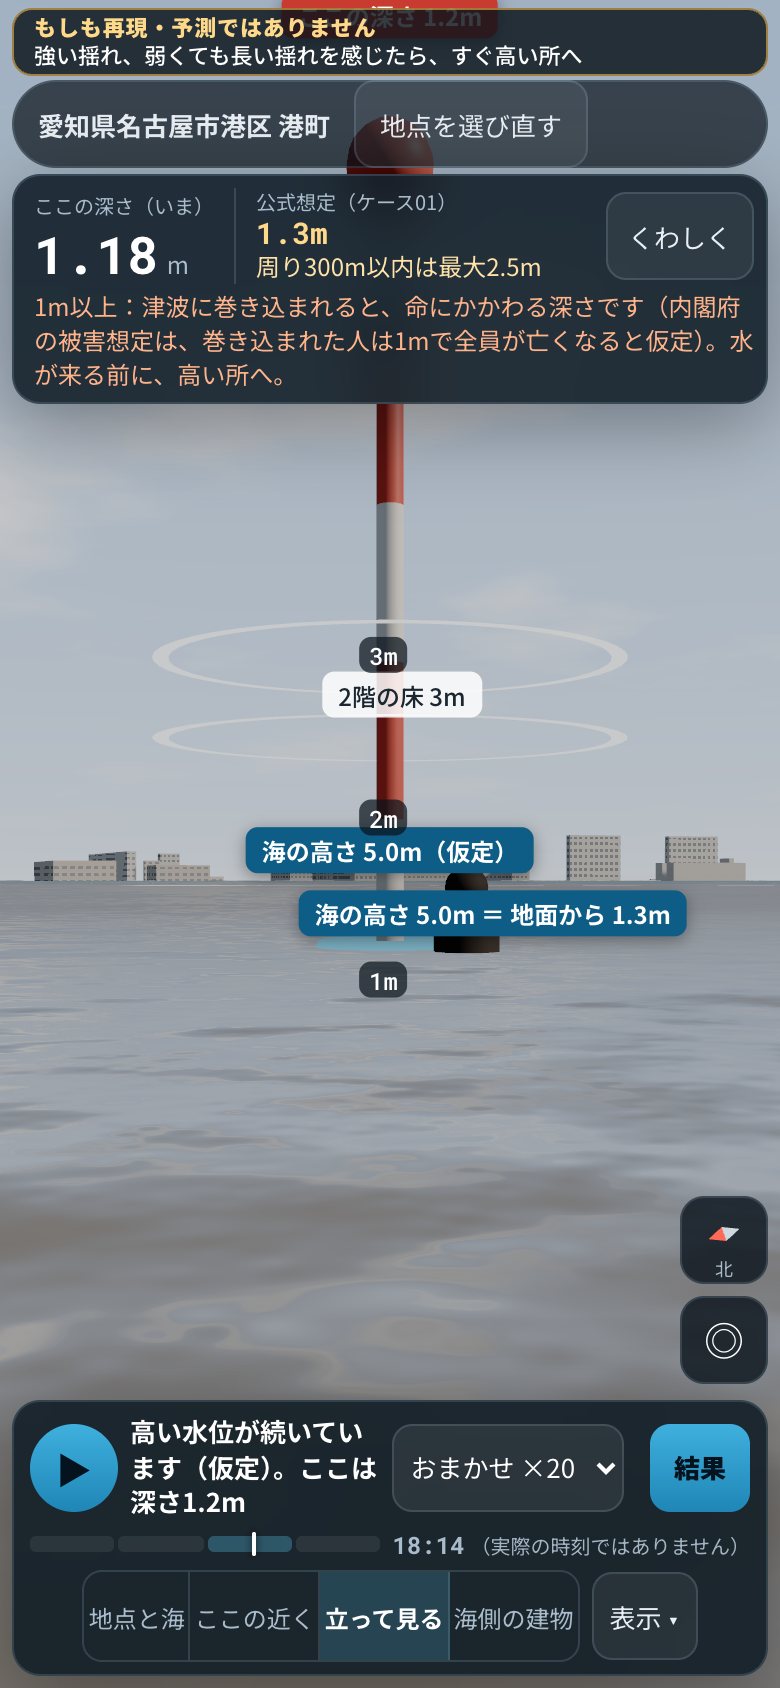 ここの深さ 1.2m
もしも再現・予測ではありません
強い揺れ、弱くても長い揺れを感じたら、すぐ高い所へ
愛知県名古屋市港区 港町
地点を選び直す
ここの深さ（いま）
1.18 m
公式想定（ケース01）
1.3m
周り300m以内は最大2.5m
くわしく
1m以上：津波に巻き込まれると、命にかかわる深さです（内閣府
の被害想定は、巻き込まれた人は1mで全員が亡くなると仮定）。水
が来る前に、高い所へ。
3m
2階の床 3m
2m
海の高さ 5.0m（仮定）
海の高さ 5.0m ＝ 地面から 1.3m
1m
北
高い水位が続いてい
ます（仮定）。ここは
深さ1.2m
おまかせ ×20
結果
18:14 （実際の時刻ではありません）
地点と海
ここの近く
立って見る
海側の建物
表示 ▾